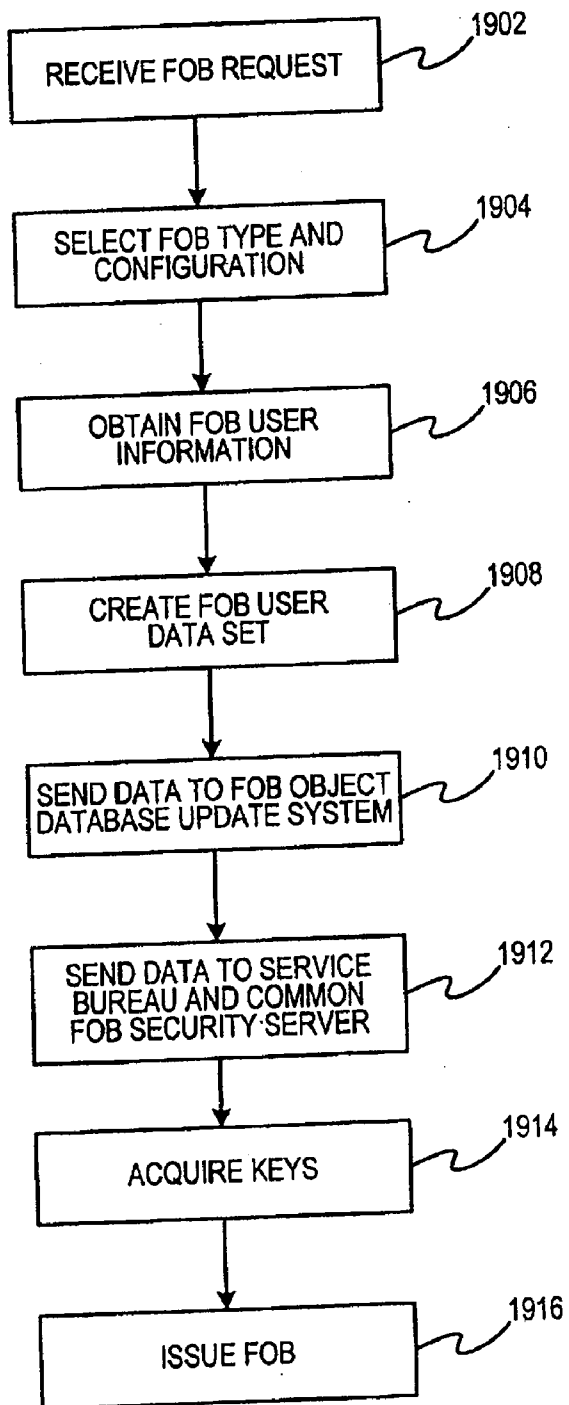 1902
RECEIVE FOB REQUEST
1904
SELECT FOB TYPE AND
CONFIGURATION
1906
OBTAIN FOB USER
INFORMATION
1908
CREATE FOB USER
DATA SET
1910
SEND DATA TO FOB OBJECT
DATABASE UPDATE SYSTEM
1912
SEND DATA TO SERVICE
BUREAU AND COMMON
FOB SECURITY SERVER
1914
ACQUIRE KEYS
1916
ISSUE FOB